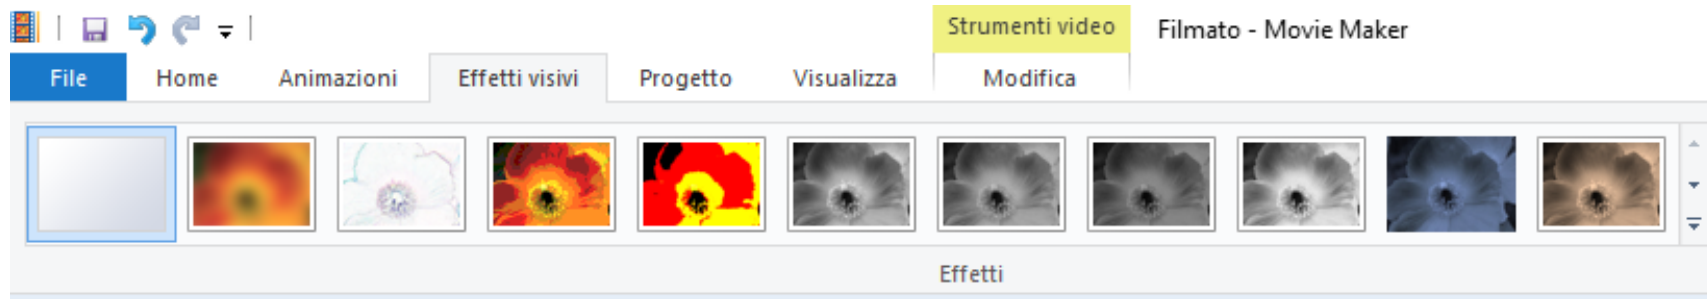 Strumenti video Filmato - Movie Maker
File Home Animazioni Effetti visivi Progetto Visualizza Modifica
Effetti